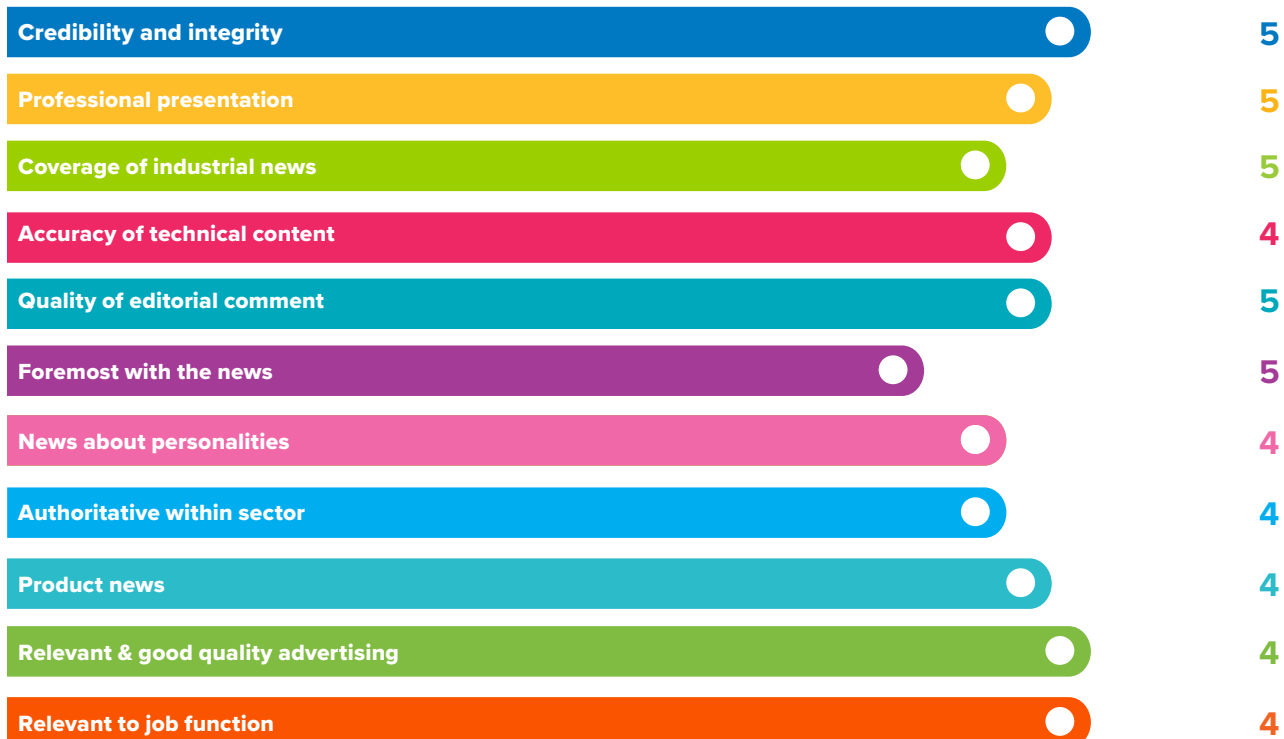 Credibility and integrity 5
Professional presentation 5
Coverage of industrial news 5
Accuracy of technical content 4
Quality of editorial comment 5
Foremost with the news 5
News about personalities 4
Authoritative within sector 4
Product news 4
Relevant & good quality advertising 4
Relevant to job function 4